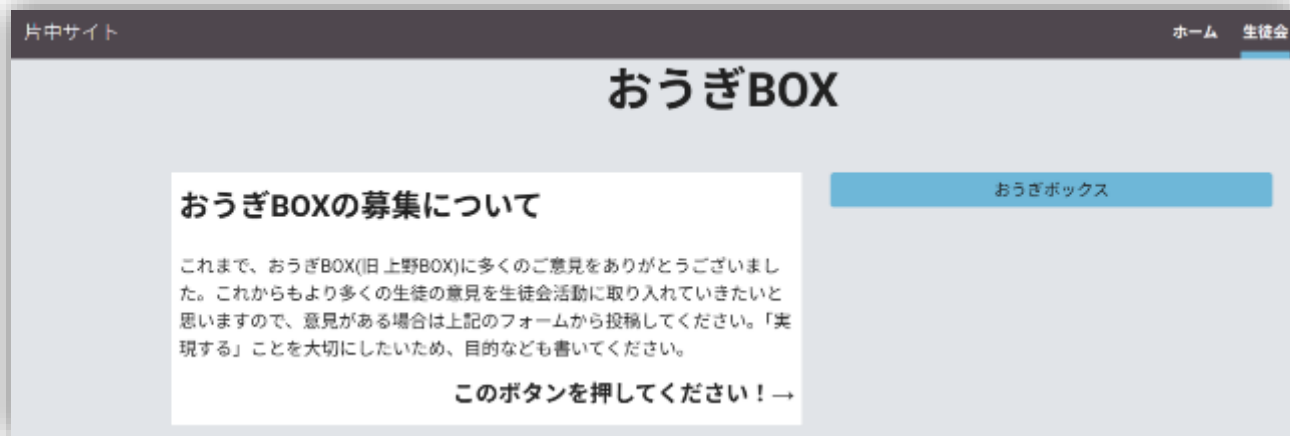 片中サイト
ホーム 生徒会
おうぎBOX
おうぎBOXの募集について
これまで、おうぎBOX(旧 上野BOX)に多くのご意見をありがとうございまし
た。これからもより多くの生徒の意見を生徒会活動に取り入れていきたいと
思いますので、意見がある場合は上記のフォームから投稿してください。「実
現する」ことを大切にしたいため、目的なども書いてください。
このボタンを押してください！→
おうぎボックス